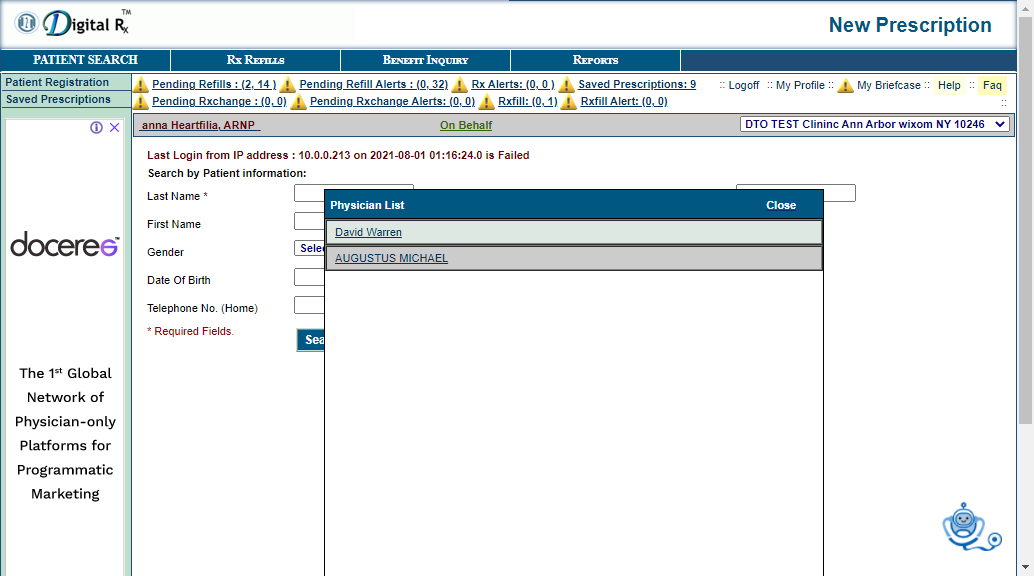 Digital Rx TM
New Prescription
PATIENT SEARCH RX REFILLS BENEFIT INQUIRY REPORTS
Patient Registration
Saved Prescriptions
Pending Refills : (2, 14 ) Pending Refill Alerts : (0, 32) Rx Alerts: (0, 0 ) Saved Prescriptions: 9 :: Logoff :: My Profile :: My Briefcase :: Help :: Faq ::
Pending Rxchange : (0, 0) Pending Rxchange Alerts: (0, 0) Rxfill: (0, 1) Rxfill Alert: (0, 0)
anna Heartfilia, ARNP On Behalf DTO TEST Clininc Ann Arbor wixom NY 10246
Last Login from IP address : 10.0.0.213 on 2021-08-01 01:16:24.0 is Failed
Search by Patient information:
Last Name *
First Name
Gender Selec
Date Of Birth
Telephone No. (Home)
* Required Fields.
Sea
Physician List Close
David Warren
AUGUSTUS MICHAEL
doceree™
The 1st Global
Network of
Physician-only
Platforms for
Programmatic
Marketing